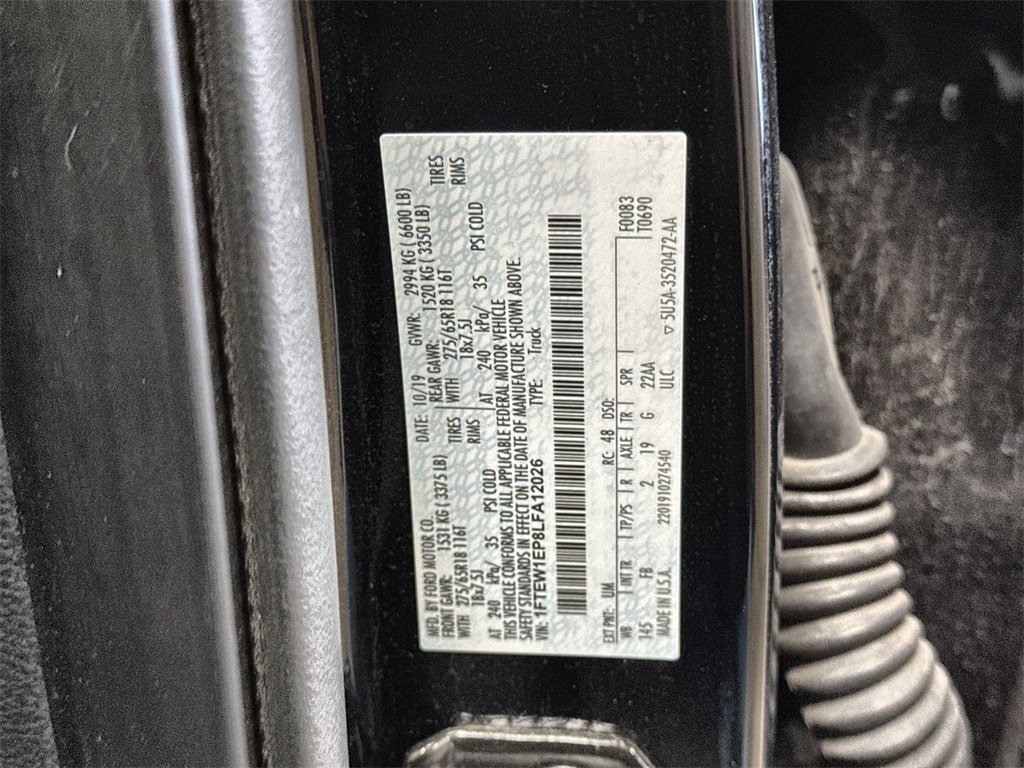 MFD. BY FORD MOTOR CO. DATE: 10/19 GVWR: 2994 KG ( 6600 LB)
FRONT GAWR: 1531 KG ( 3375 LB) REAR GAWR: 1520 KG ( 3350 LB)
WITH 275/65R18 116T TIRES WITH 275/65R18 116T TIRES
18x7.5J RIMS 18x7.5J RIMS
AT 240 kPa/ 35 PSI COLD AT 240 kPa/ 35 PSI COLD
THIS VEHICLE CONFORMS TO ALL APPLICABLE FEDERAL MOTOR VEHICLE
SAFETY STANDARDS IN EFFECT ON THE DATE OF MANUFACTURE SHOWN ABOVE.
VIN: 1FTEW1EP8LFA12026 TYPE: Truck
EXT PNT: UM RC: 48 DSO: F0083
WB INTR TP/PS R AXLE TR SPR T0690
145 FB 2 19 G 22AA
MADE IN U.S.A. 2201910274540 ULC ▽ 5U5A-3520472-AA